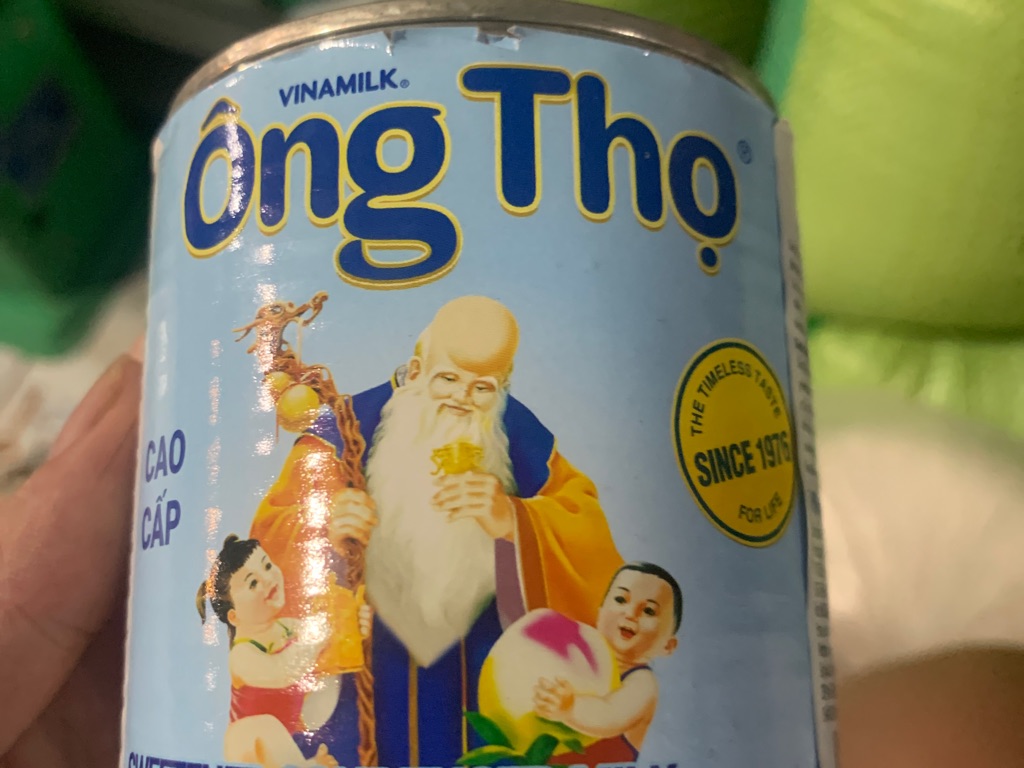 VINAMILK®
Ông Thọ®
CAO
CẤP
THE TIMELESS TASTE
SINCE 1976
FOR LIFE